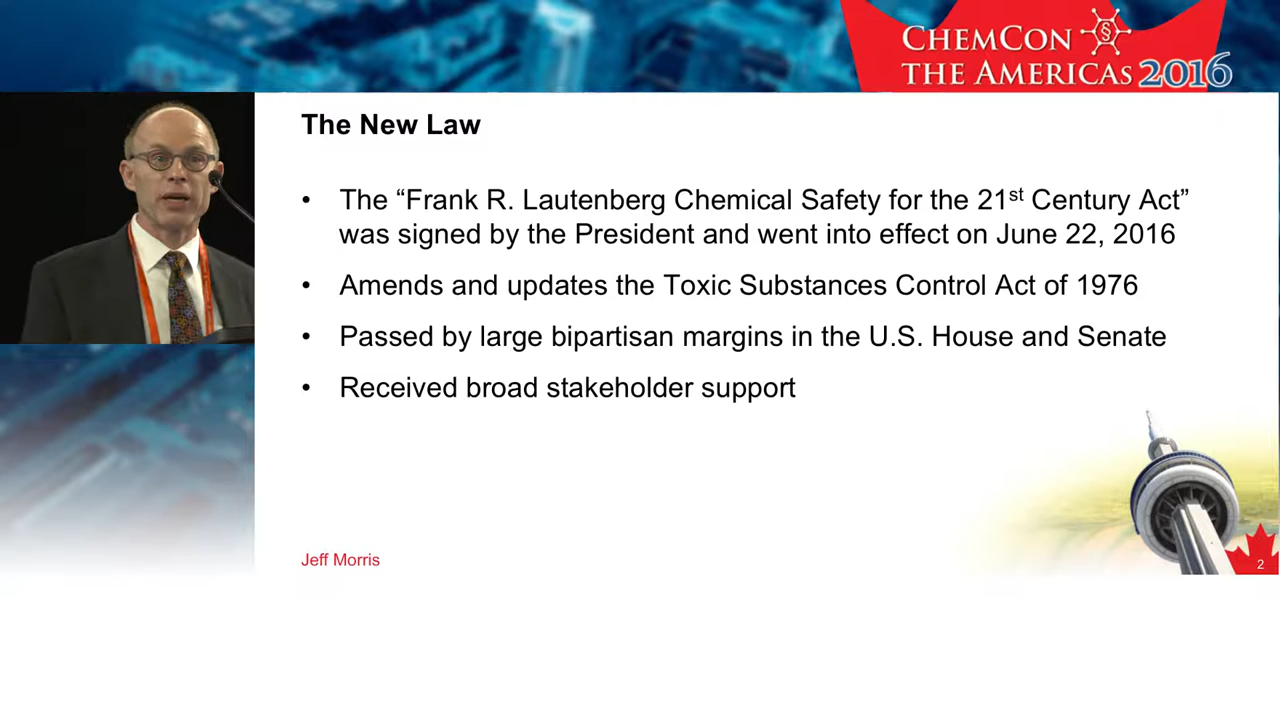 CHEMCON
THE AMERICAS 2016
The New Law
• The “Frank R. Lautenberg Chemical Safety for the 21st Century Act”
was signed by the President and went into effect on June 22, 2016
• Amends and updates the Toxic Substances Control Act of 1976
• Passed by large bipartisan margins in the U.S. House and Senate
• Received broad stakeholder support
Jeff Morris
2